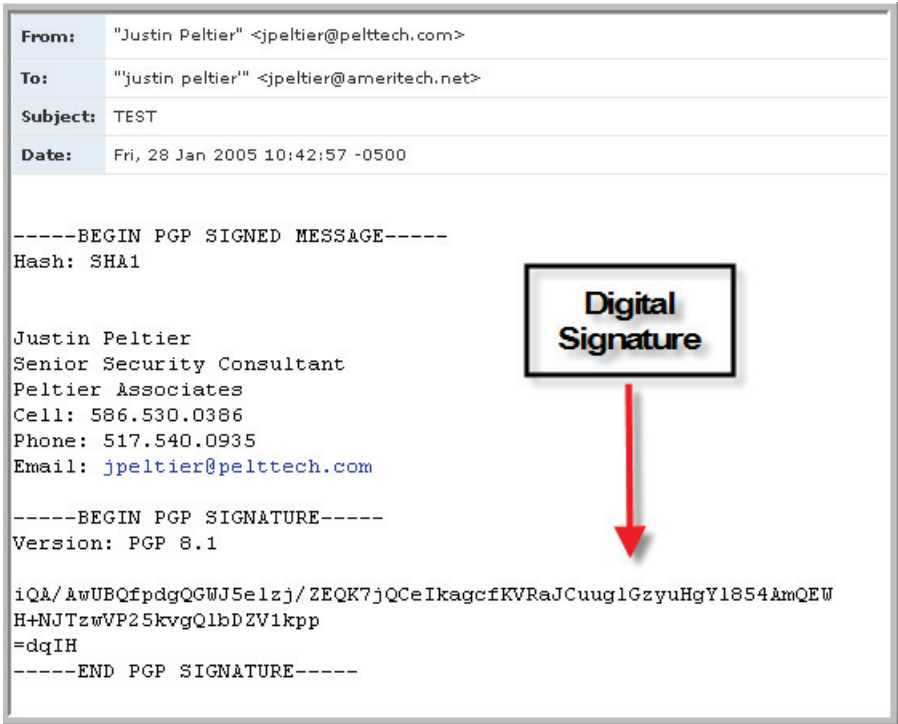 From: "Justin Peltier" <jpeltier@pelttech.com>
To: "'justin peltier'" <jpeltier@ameritech.net>
Subject: TEST
Date: Fri, 28 Jan 2005 10:42:57 -0500
-----BEGIN PGP SIGNED MESSAGE-----
Hash: SHA1
Digital
Signature
Justin Peltier
Senior Security Consultant
Peltier Associates
Cell: 586.530.0386
Phone: 517.540.0935
Email: jpeltier@pelttech.com
-----BEGIN PGP SIGNATURE-----
Version: PGP 8.1
iQA/AwUBQfpdgQGWJ5elzj/ZEQK7jQCeIkagcfKVRaJCuuglGzyuHgYl854AmQEW
H+NJTzwVP25kvgQlbDZV1kpp
=dqIH
-----END PGP SIGNATURE-----